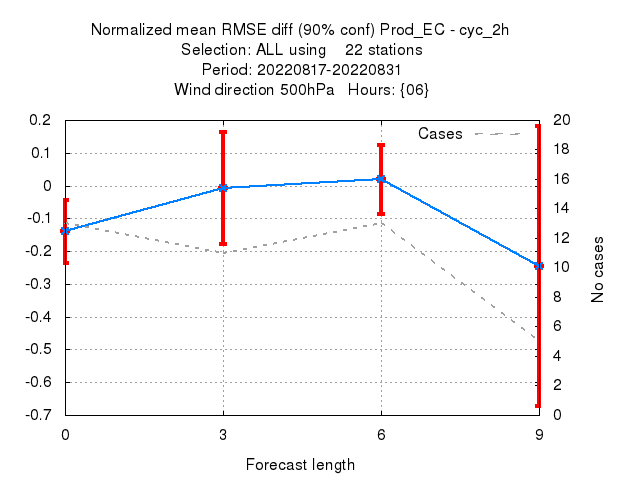 Normalized mean RMSE diff (90% conf) Prod_EC - cyc_2h
Selection: ALL using    22 stations
Period: 20220817-20220831
Wind direction 500hPa   Hours: {06}
Cases
0.2
0.1
0
-0.1
-0.2
-0.3
-0.4
-0.5
-0.6
-0.7
20
18
16
14
12
10
8
6
4
2
0
No cases
0 3 6 9
Forecast length